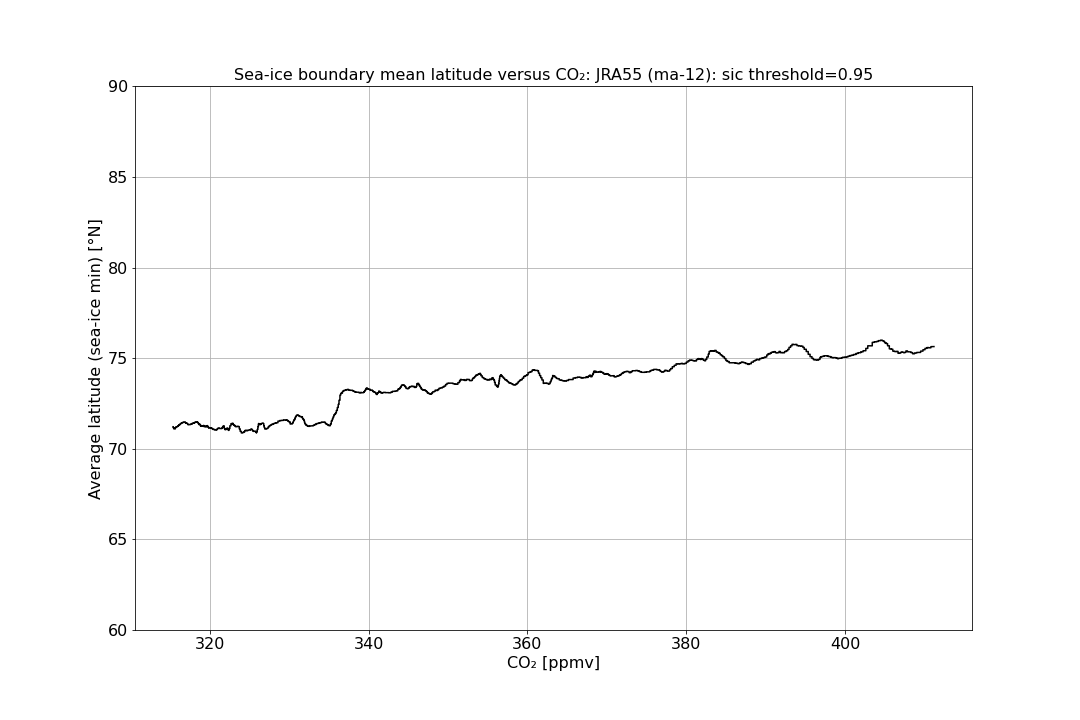 Sea-ice boundary mean latitude versus CO₂: JRA55 (ma-12): sic threshold=0.95
90
85
80
75
70
65
60
Average latitude (sea-ice min) [°N]
320 340 360 380 400
CO₂ [ppmv]